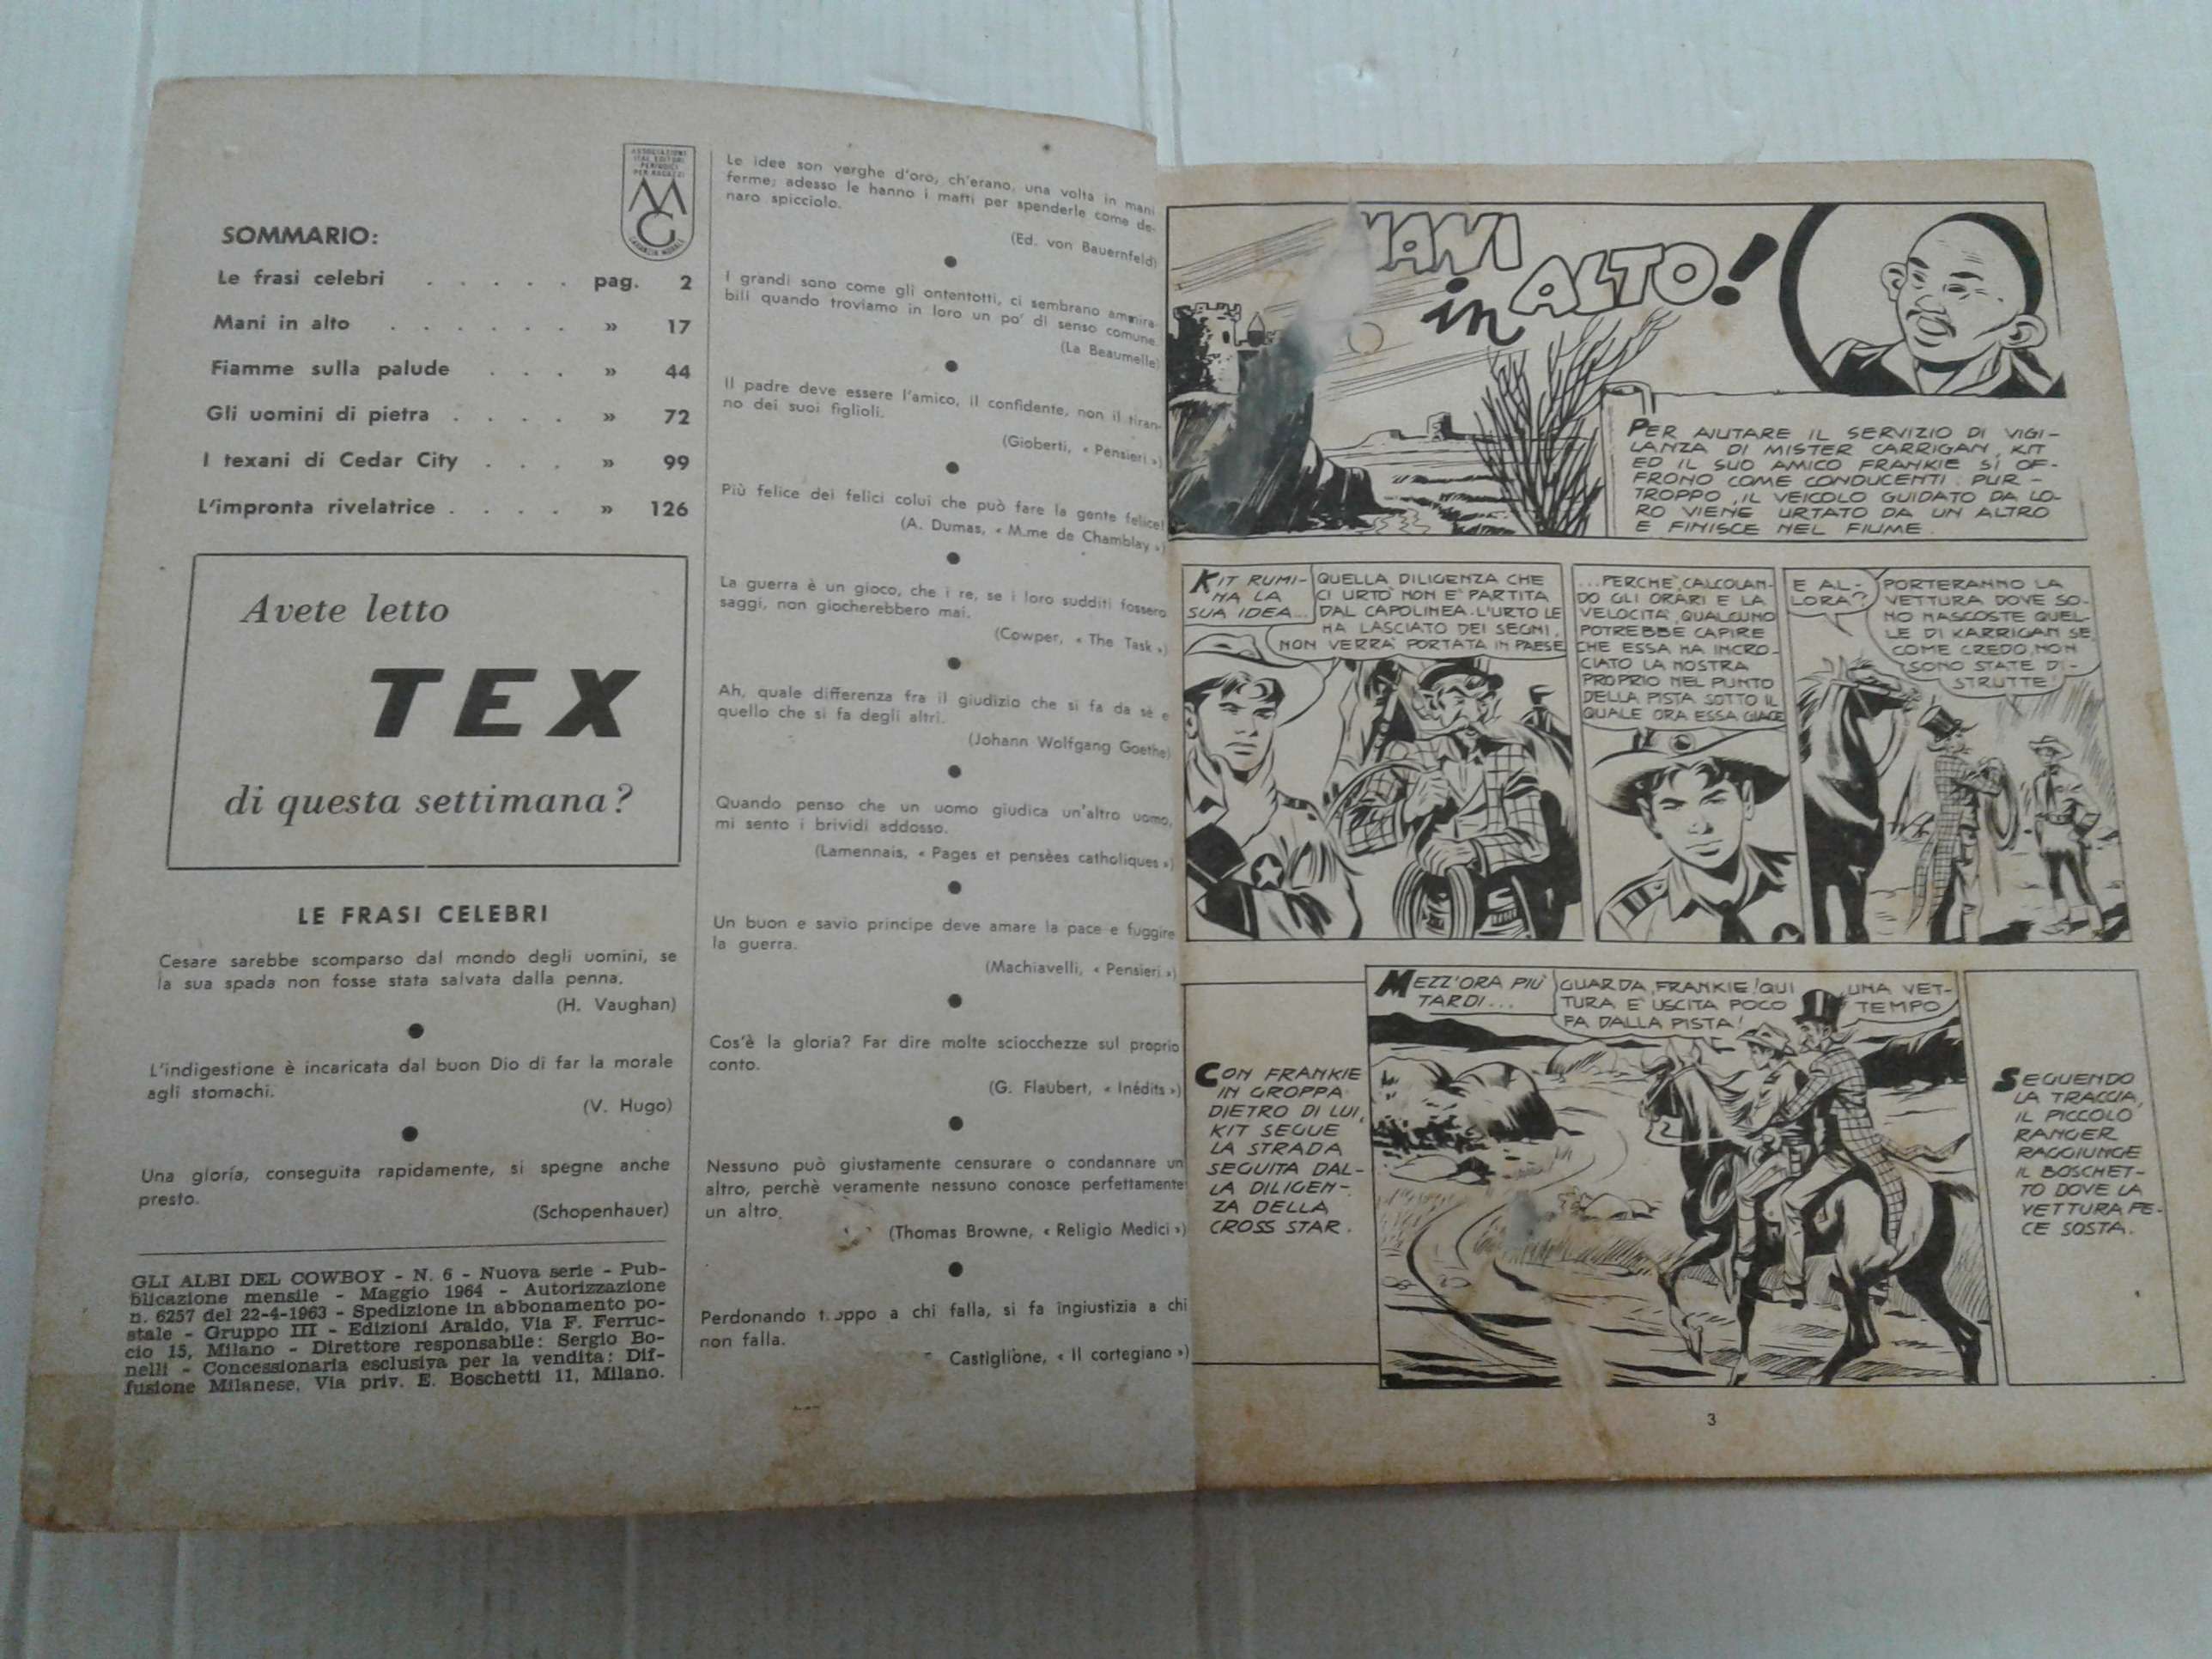 ASSOCIAZIONE
ITAL. EDITORI
PERIODICI
PER RAGAZZI
MG
GARANZIA MORALE
SOMMARIO:
Le frasi celebri . . . . . pag. 2
Mani in alto . . . . . . » 17
Fiamme sulla palude . . . » 44
Gli uomini di pietra . . . . » 72
I texani di Cedar City . . . » 99
L'impronta rivelatrice . . . . » 126
Avete letto
TEX
di questa settimana?
LE FRASI CELEBRI
Cesare sarebbe scomparso dal mondo degli uomini, se
la sua spada non fosse stata salvata dalla penna.
(H. Vaughan)
L'indigestione è incaricata dal buon Dio di far la morale
agli stomachi.
(V. Hugo)
Una gloria, conseguita rapidamente, si spegne anche
presto.
(Schopenhauer)
GLI ALBI DEL COWBOY - N. 6 - Nuova serie - Pub-
blicazione mensile - Maggio 1964 - Autorizzazione
n. 6257 del 22-4-1963 - Spedizione in abbonamento po-
stale - Gruppo III - Edizioni Araldo, Via F. Ferruc-
cio 15, Milano - Direttore responsabile: Sergio Bo-
nelli - Concessionaria esclusiva per la vendita: Dif-
fusione Milanese, Via priv. E. Boschetti 11, Milano.
Le idee son verghe d'oro, ch'erano, una volta in mani
ferme; adesso le hanno i matti per spenderle come de-
naro spicciolo.
(Ed. von Bauernfeld)
I grandi sono come gli ontentotti, ci sembrano ammira-
bili quando troviamo in loro un po' di senso comune.
(La Beaumelle)
Il padre deve essere l'amico, il confidente, non il tiran-
no dei suoi figlioli.
(Gioberti, « Pensieri »)
Più felice dei felici colui che può fare la gente felice!
(A. Dumas, « M.me de Chamblay »)
La guerra è un gioco, che i re, se i loro sudditi fossero
saggi, non giocherebbero mai.
(Cowper, « The Task »)
Ah, quale differenza fra il giudizio che si fa da sè e
quello che si fa degli altri.
(Johann Wolfgang Goethe)
Quando penso che un uomo giudica un'altro uomo,
mi sento i brividi addosso.
(Lamennais, « Pages et pensèes catholiques »)
Un buon e savio principe deve amare la pace e fuggire
la guerra.
(Machiavelli, « Pensieri »)
Cos'è la gloria? Far dire molte sciocchezze sul proprio
conto.
(G. Flaubert, « Inédits »)
Nessuno può giustamente censurare o condannare un
altro, perchè veramente nessuno conosce perfettamente
un altro.
(Thomas Browne, « Religio Medici »)
Perdonando troppo a chi falla, si fa ingiustizia a chi
non falla.
Castiglione, « Il cortegiano »)
MANI
in ALTO!
PER AIUTARE IL SERVIZIO DI VIGI-
LANZA DI MISTER CARRIGAN, KIT
ED IL SUO AMICO FRANKIE SI OF-
FRONO COME CONDUCENTI. PUR-
TROPPO, IL VEICOLO GUIDATO DA LO-
RO VIENE URTATO DA UN ALTRO
E FINISCE NEL FIUME.
KIT RUMI-
NA LA
SUA IDEA...
QUELLA DILIGENZA CHE
CI URTÒ NON È PARTITA
DAL CAPOLINEA. L'URTO LE
HA LASCIATO DEI SEGNI.
NON VERRÀ PORTATA IN PAESE
...PERCHÈ, CALCOLAN-
DO GLI ORARI E LA
VELOCITÀ, QUALCUNO
POTREBBE CAPIRE
CHE ESSA HA INCRO-
CIATO LA NOSTRA
PROPRIO NEL PUNTO
DELLA PISTA SOTTO IL
QUALE ORA ESSA GIACE
E AL-
LORA?
PORTERANNO LA
VETTURA DOVE SO-
NO NASCOSTE QUEL-
LE DI KARRIGAN SE,
COME CREDO, NON
SONO STATE DI-
STRUTTE!
CON FRANKIE
IN GROPPA
DIETRO DI LUI,
KIT SEGUE
LA STRADA
SEGUITA DAL-
LA DILIGEN-
ZA DELLA
CROSS STAR.
MEZZ'ORA PIÙ
TARDI...
GUARDA, FRANKIE! QUI UNA VET-
TURA È USCITA POCO TEMPO
FA DALLA PISTA!
SEGUENDO
LA TRACCIA,
IL PICCOLO
RANGER
RAGGIUNGE
IL BOSCHET-
TO DOVE LA
VETTURA FE-
CE SOSTA.
3